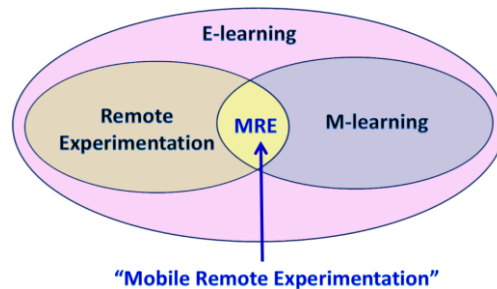 E-learning
Remote
Experimentation
MRE
M-learning
“Mobile Remote Experimentation”